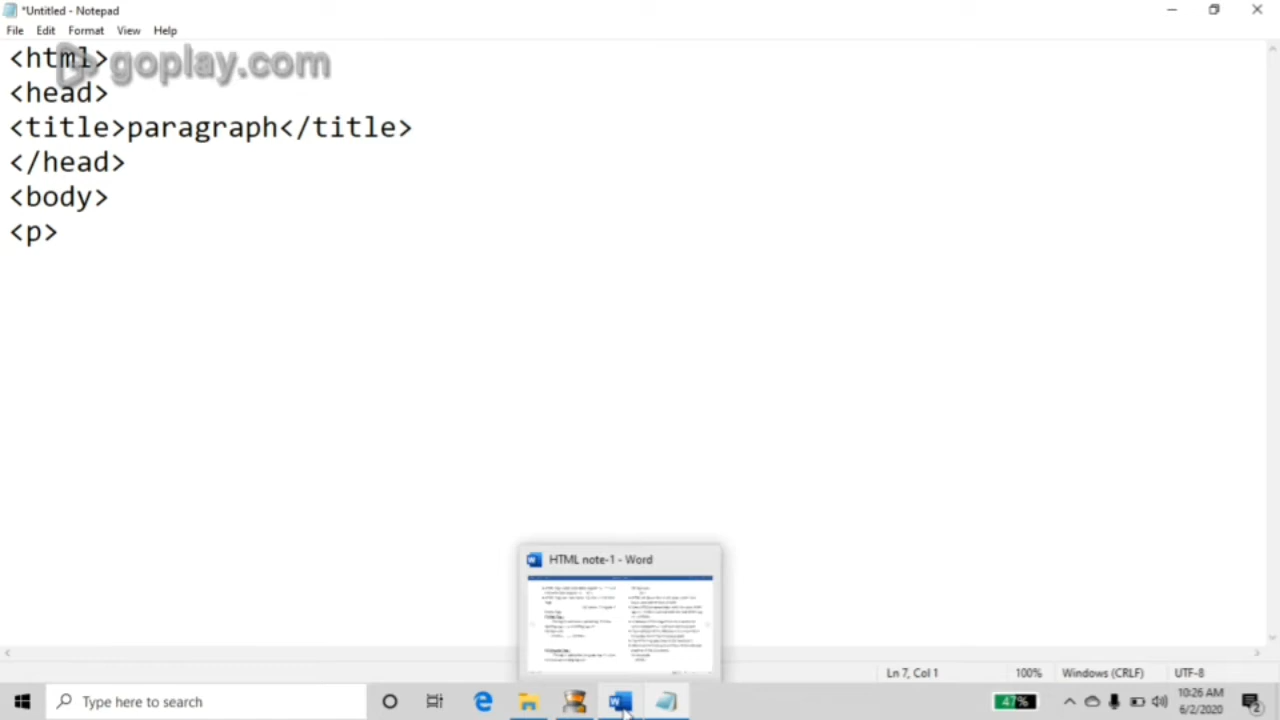 *Untitled - Notepad
File Edit Format View Help
<html>
goplay.com
<head>
<title>paragraph</title>
</head>
<body>
<p>
HTML note-1 - Word
Ln 7, Col 1 100% Windows (CRLF) UTF-8
Type here to search
47%
10:26 AM
6/2/2020
2